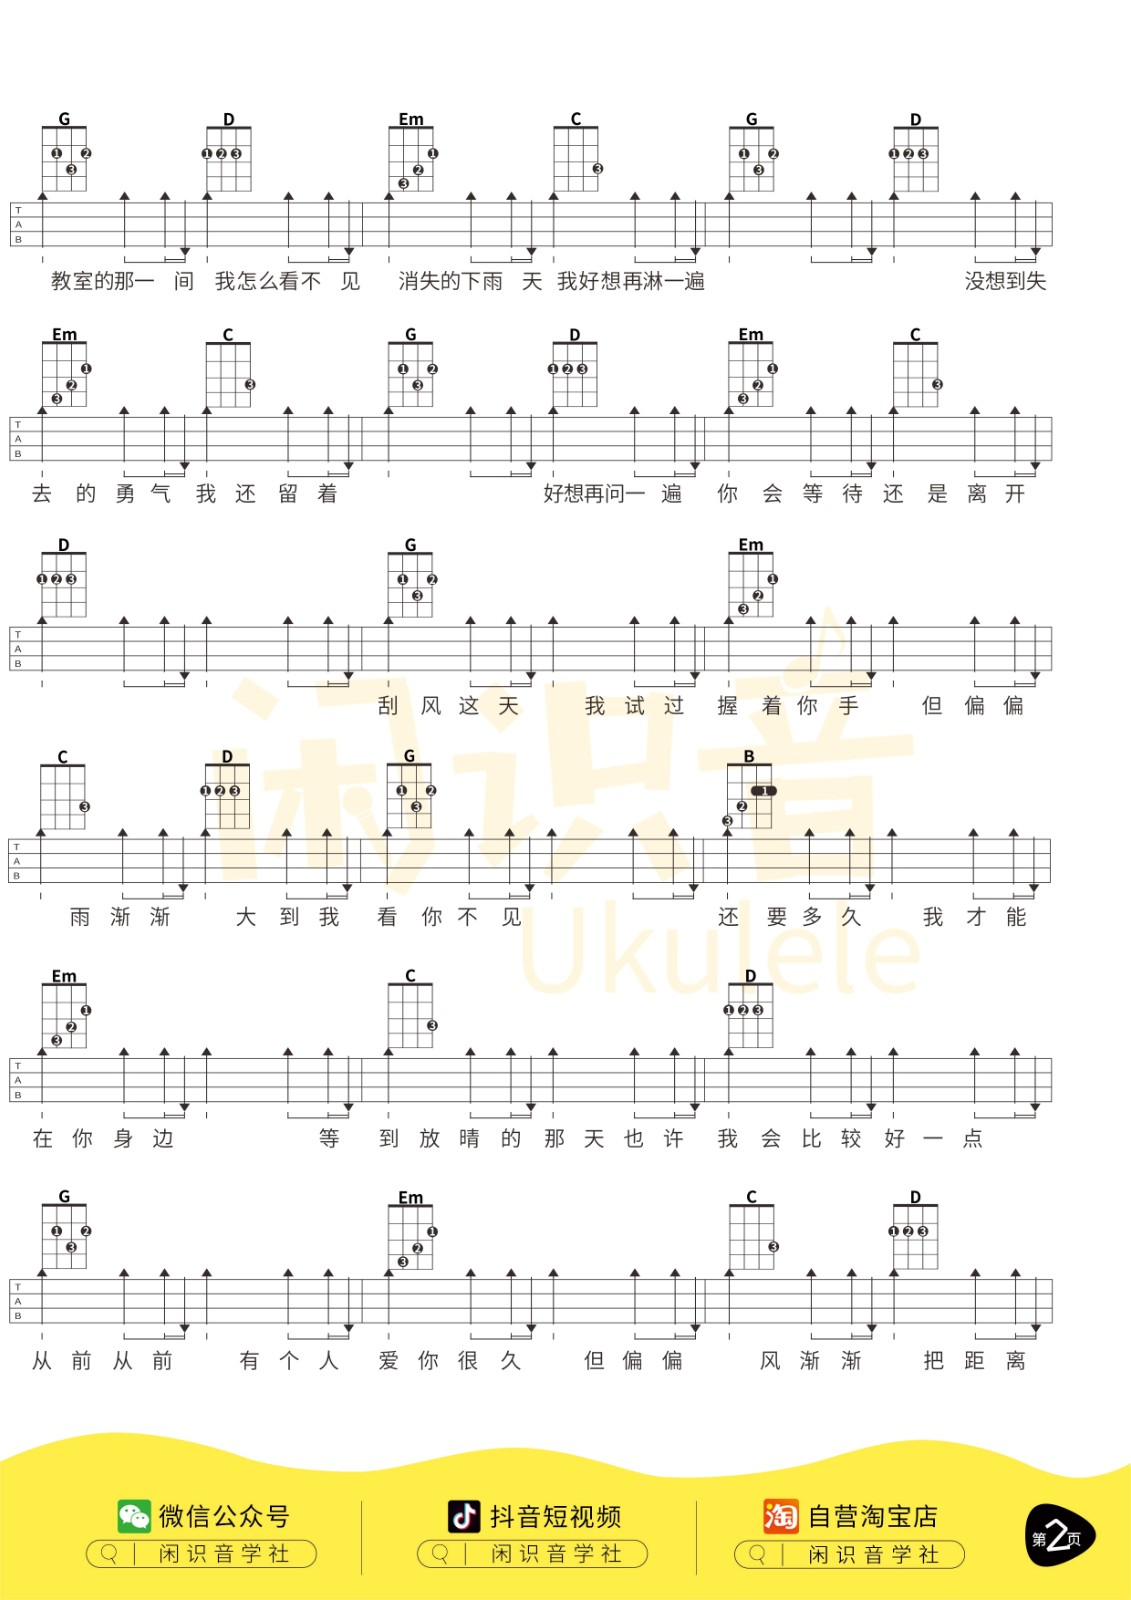 G D Em C G D
T
A
B
教室的那一 间 我怎么看不 见 消失的下雨 天 我好想再淋一遍 没想到失
Em C G D Em C
T
A
B
去 的 勇 气 我 还 留 着 好想再问一 遍 你 会 等 待 还 是 离 开
D G Em
T
A
B
刮 风 这 天 我 试 过 握 着 你 手 但 偏 偏
C D G B
T
A
B
雨 渐 渐 大 到 我 看 你 不 见 还 要 多 久 我 才 能
闲识音
Ukulele
Em C D
T
A
B
在 你 身 边 等 到 放 晴 的 那 天 也 许 我 会 比 较 好 一 点
G Em C D
T
A
B
从 前 从 前 有 个 人 爱 你 很 久 但 偏 偏 风 渐 渐 把 距 离
微信公众号 抖音短视频 淘 自营淘宝店
闲识音学社 闲识音学社 闲识音学社
第2页